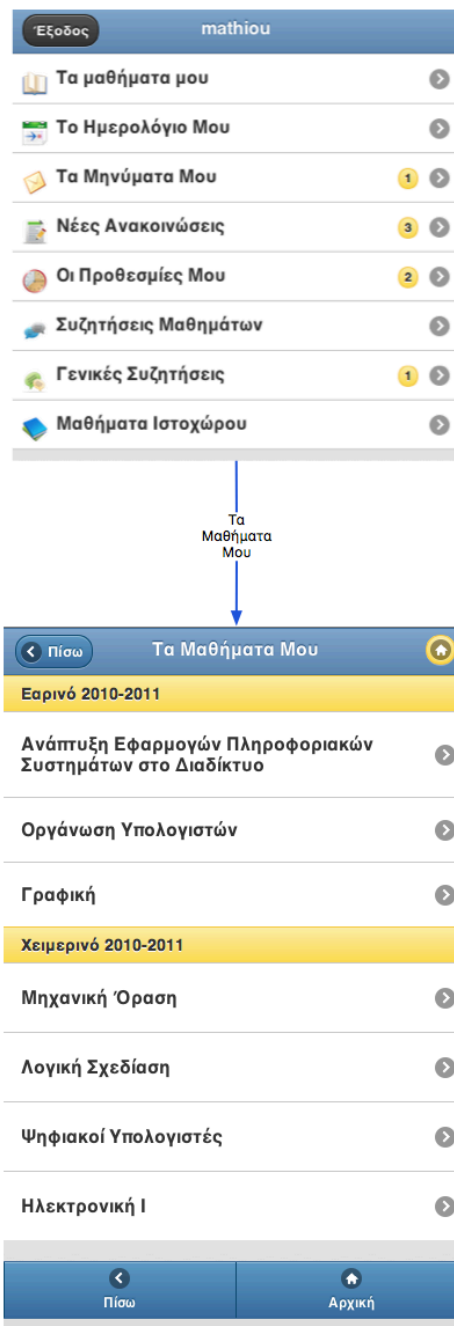 Έξοδος
mathiou
Τα μαθήματα μου
Το Ημερολόγιο Μου
Τα Μηνύματα Μου 1
Νέες Ανακοινώσεις 3
Οι Προθεσμίες Μου 2
Συζητήσεις Μαθημάτων
Γενικές Συζητήσεις 1
Μαθήματα Ιστοχώρου
Τα
Μαθήματα
Μου
Πίσω
Τα Μαθήματα Μου
Εαρινό 2010-2011
Ανάπτυξη Εφαρμογών Πληροφοριακών
Συστημάτων στο Διαδίκτυο
Οργάνωση Υπολογιστών
Γραφική
Χειμερινό 2010-2011
Μηχανική Όραση
Λογική Σχεδίαση
Ψηφιακοί Υπολογιστές
Ηλεκτρονική Ι
Πίσω
Αρχική